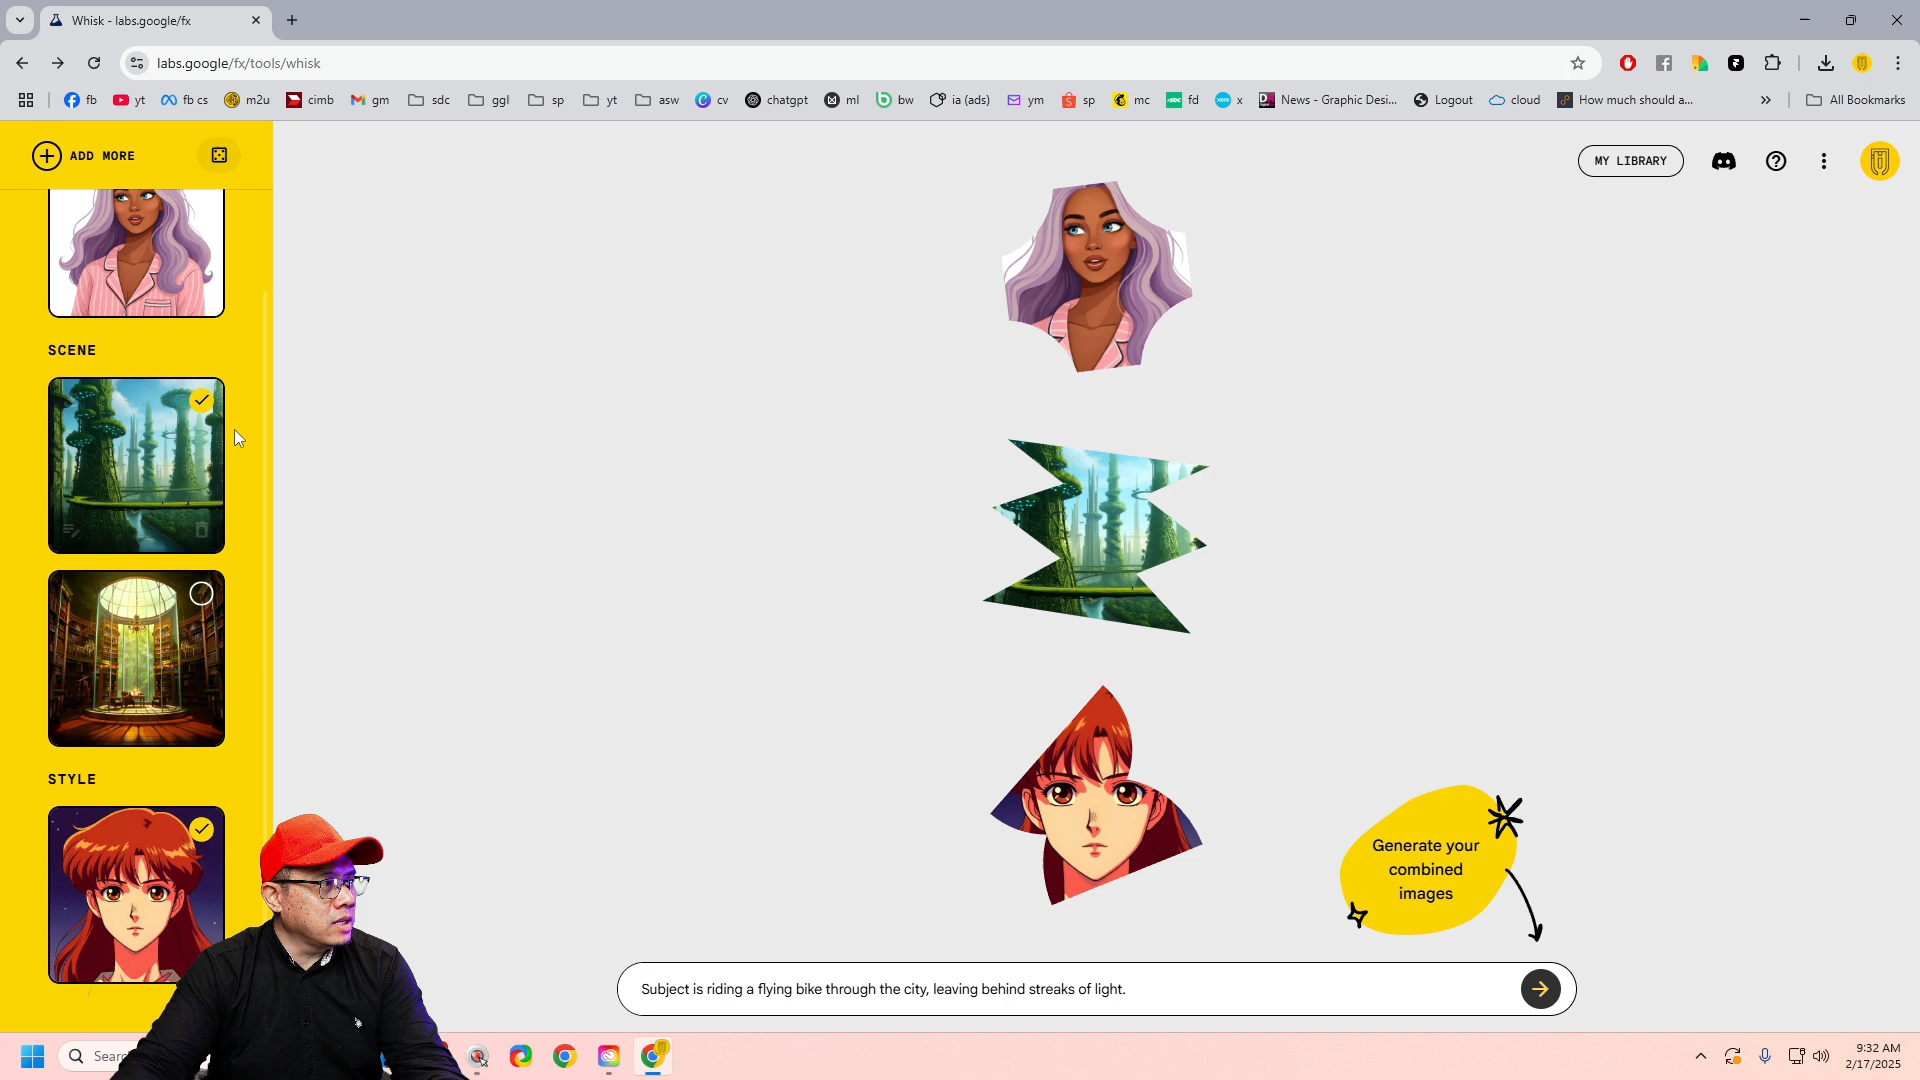 Whisk - labs.google/fx
labs.google/fx/tools/whisk
fb
yt
fb cs
m2u
cimb
gm
sdc
ggl
sp
yt
asw
cv
chatgpt
ml
bw
ia (ads)
ym
sp
mc
fd
x
News - Graphic Desi...
Logout
cloud
How much should a...
All Bookmarks
ADD MORE
MY LIBRARY
SCENE
STYLE
Generate your
combined
images
Subject is riding a flying bike through the city, leaving behind streaks of light.
Searc
9:32 AM
2/17/2025